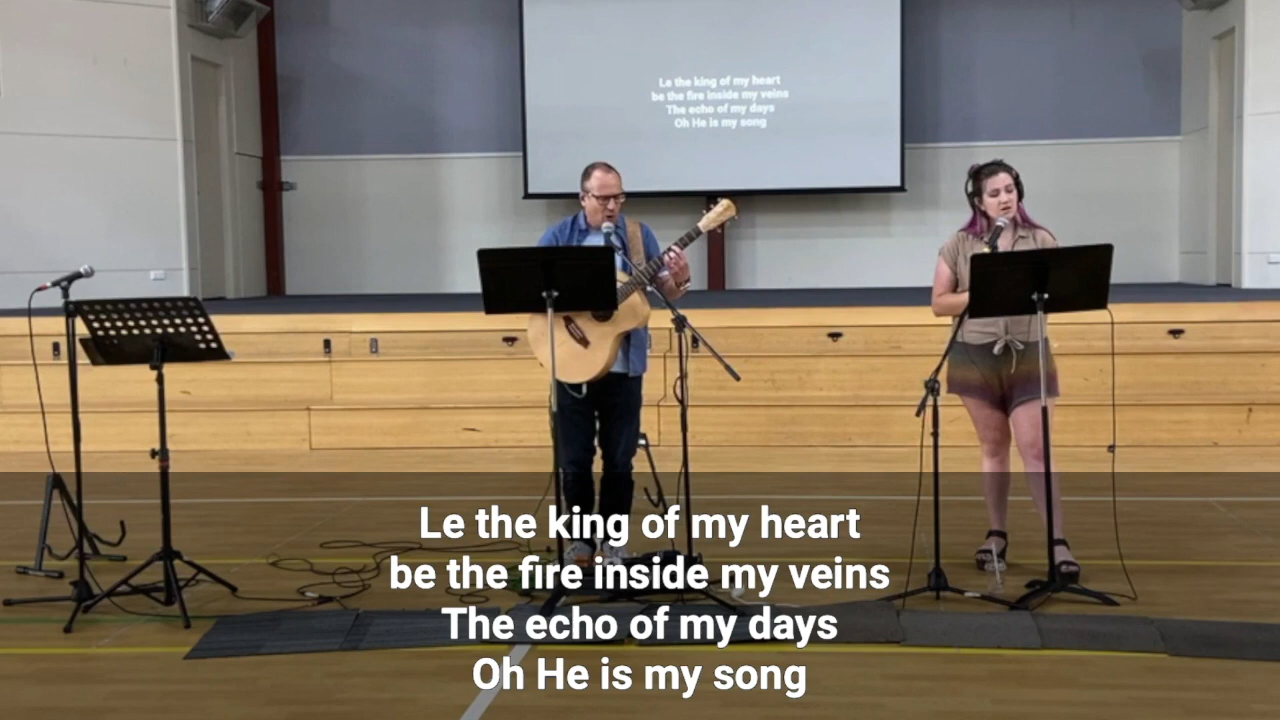 Le the king of my heart
be the fire inside my veins
The echo of my days
Oh He is my song
Le the king of my heart
be the fire inside my veins
The echo of my days
Oh He is my song